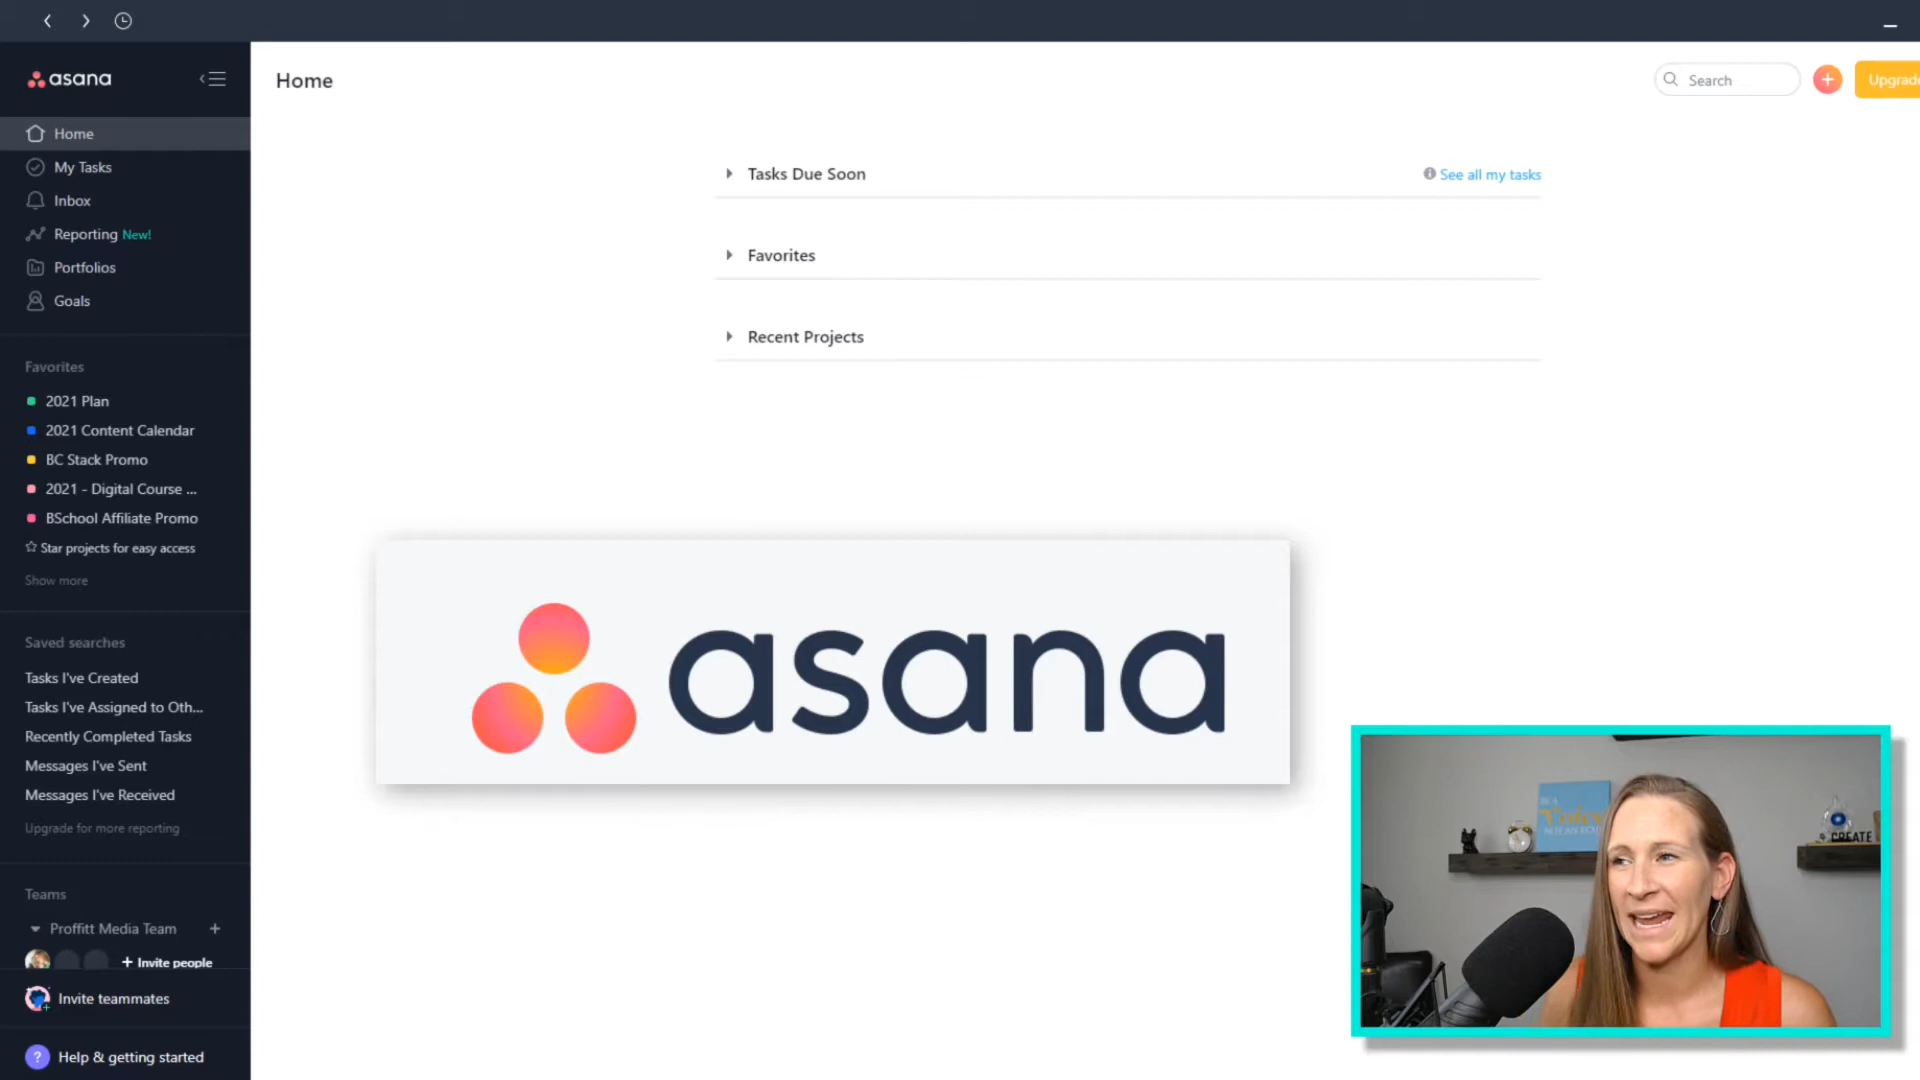 asana
Home
Search
Upgrade
Home
My Tasks
Inbox
Reporting New!
Portfolios
Goals
Tasks Due Soon
See all my tasks
Favorites
Recent Projects
Favorites
2021 Plan
2021 Content Calendar
BC Stack Promo
2021 - Digital Course ...
BSchool Affiliate Promo
Star projects for easy access
Show more
Saved searches
Tasks I've Created
Tasks I've Assigned to Oth...
Recently Completed Tasks
Messages I've Sent
Messages I've Received
Upgrade for more reporting
Teams
Proffitt Media Team +
+ Invite people
Invite teammates
? Help & getting started
asana
BE A
Voice
CREATE